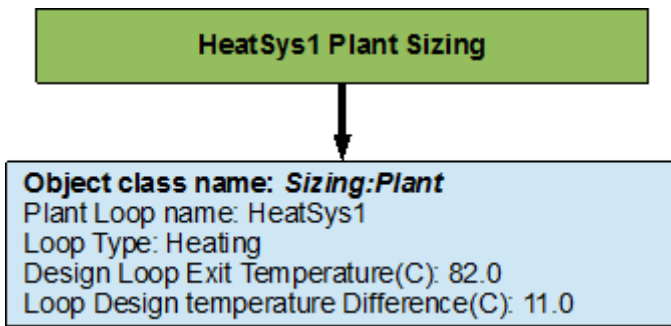 HeatSys1 Plant Sizing
Object class name: Sizing:Plant
Plant Loop name: HeatSys1
Loop Type: Heating
Design Loop Exit Temperature(C): 82.0
Loop Design temperature Difference(C): 11.0